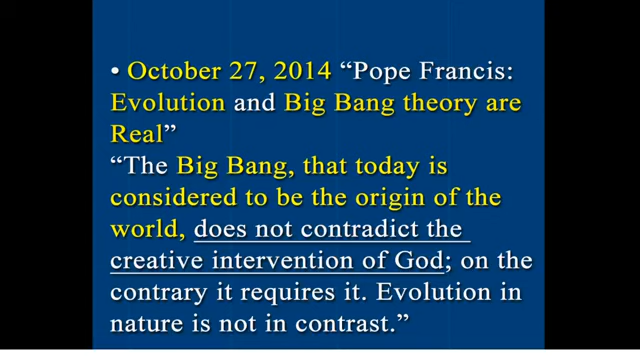 • October 27, 2014 “Pope Francis:
Evolution and Big Bang theory are
Real”
“The Big Bang, that today is
considered to be the origin of the
world, does not contradict the
creative intervention of God; on the
contrary it requires it. Evolution in
nature is not in contrast.”